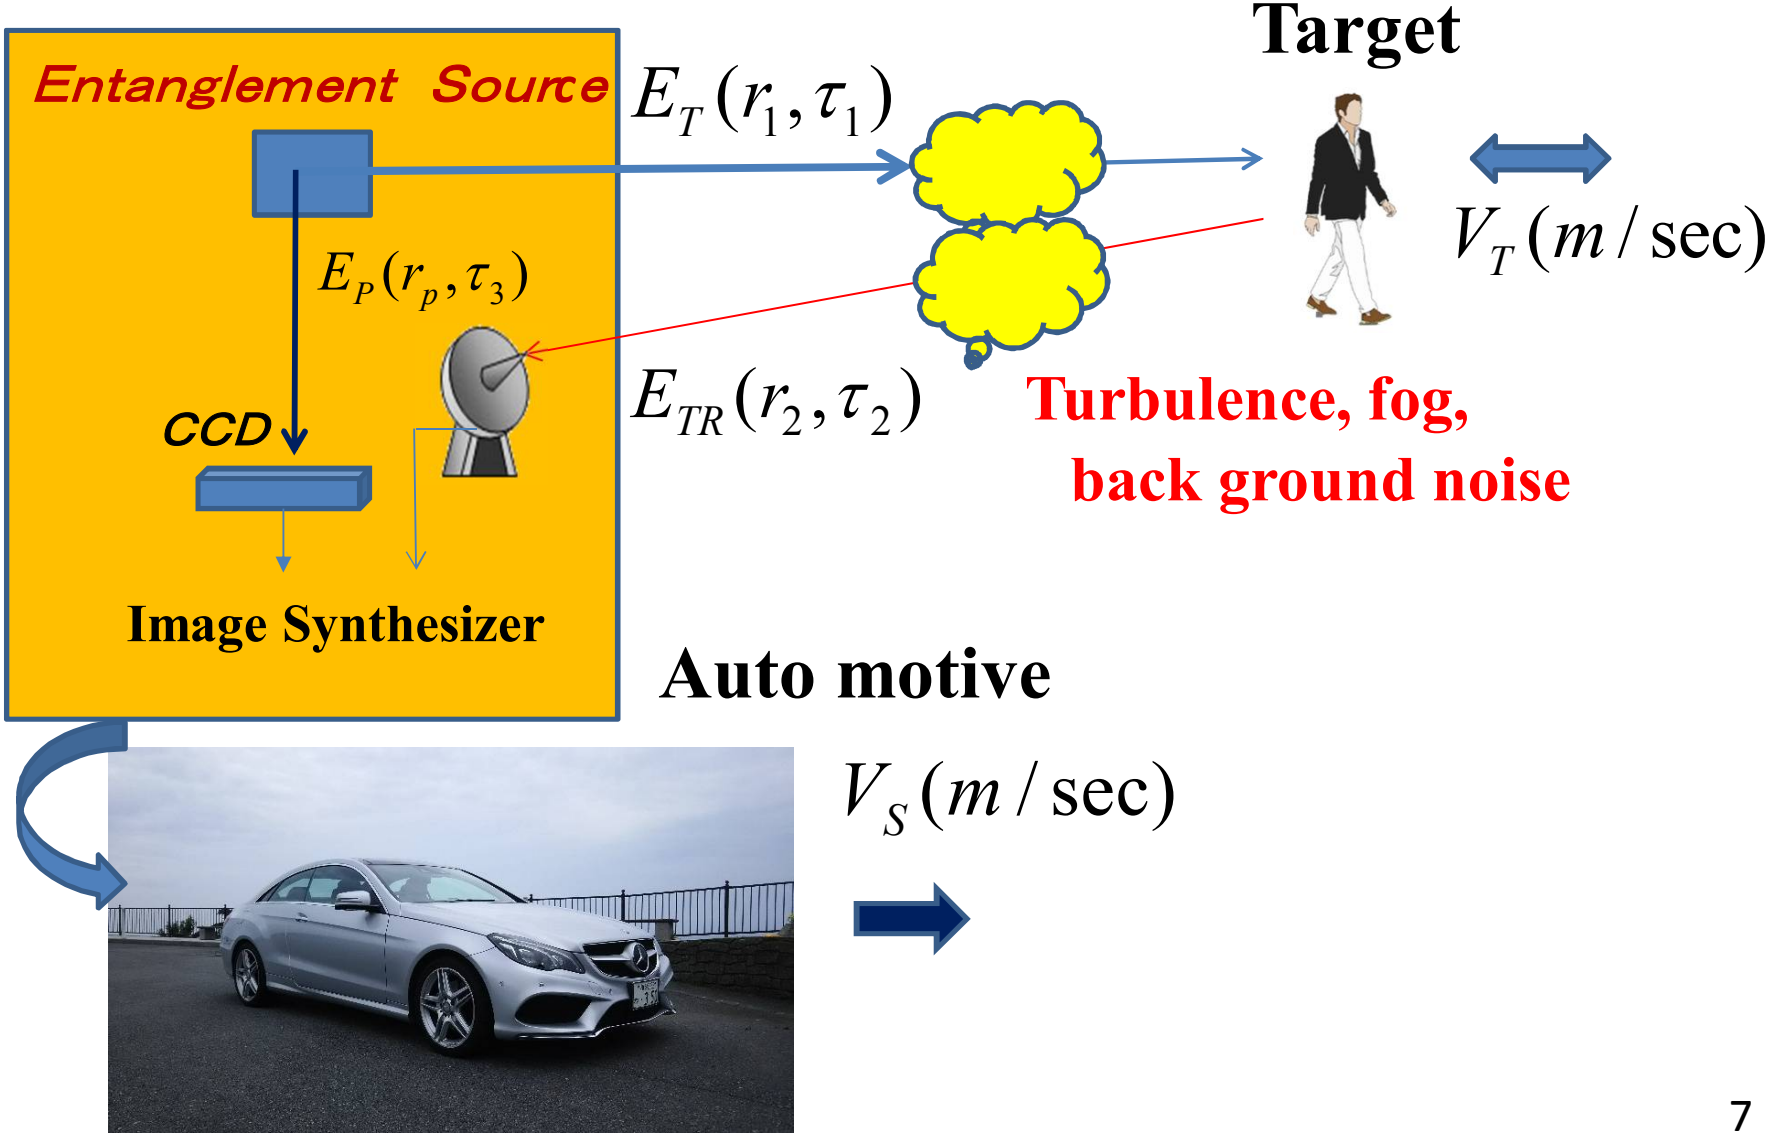 Target
Entanglement Source
E_T(r_1, τ_1)
V_T(m / sec)
E_P(r_p, τ_3)
E_TR(r_2, τ_2)
Turbulence, fog,
back ground noise
CCD
Image Synthesizer
Auto motive
V_S(m / sec)
7